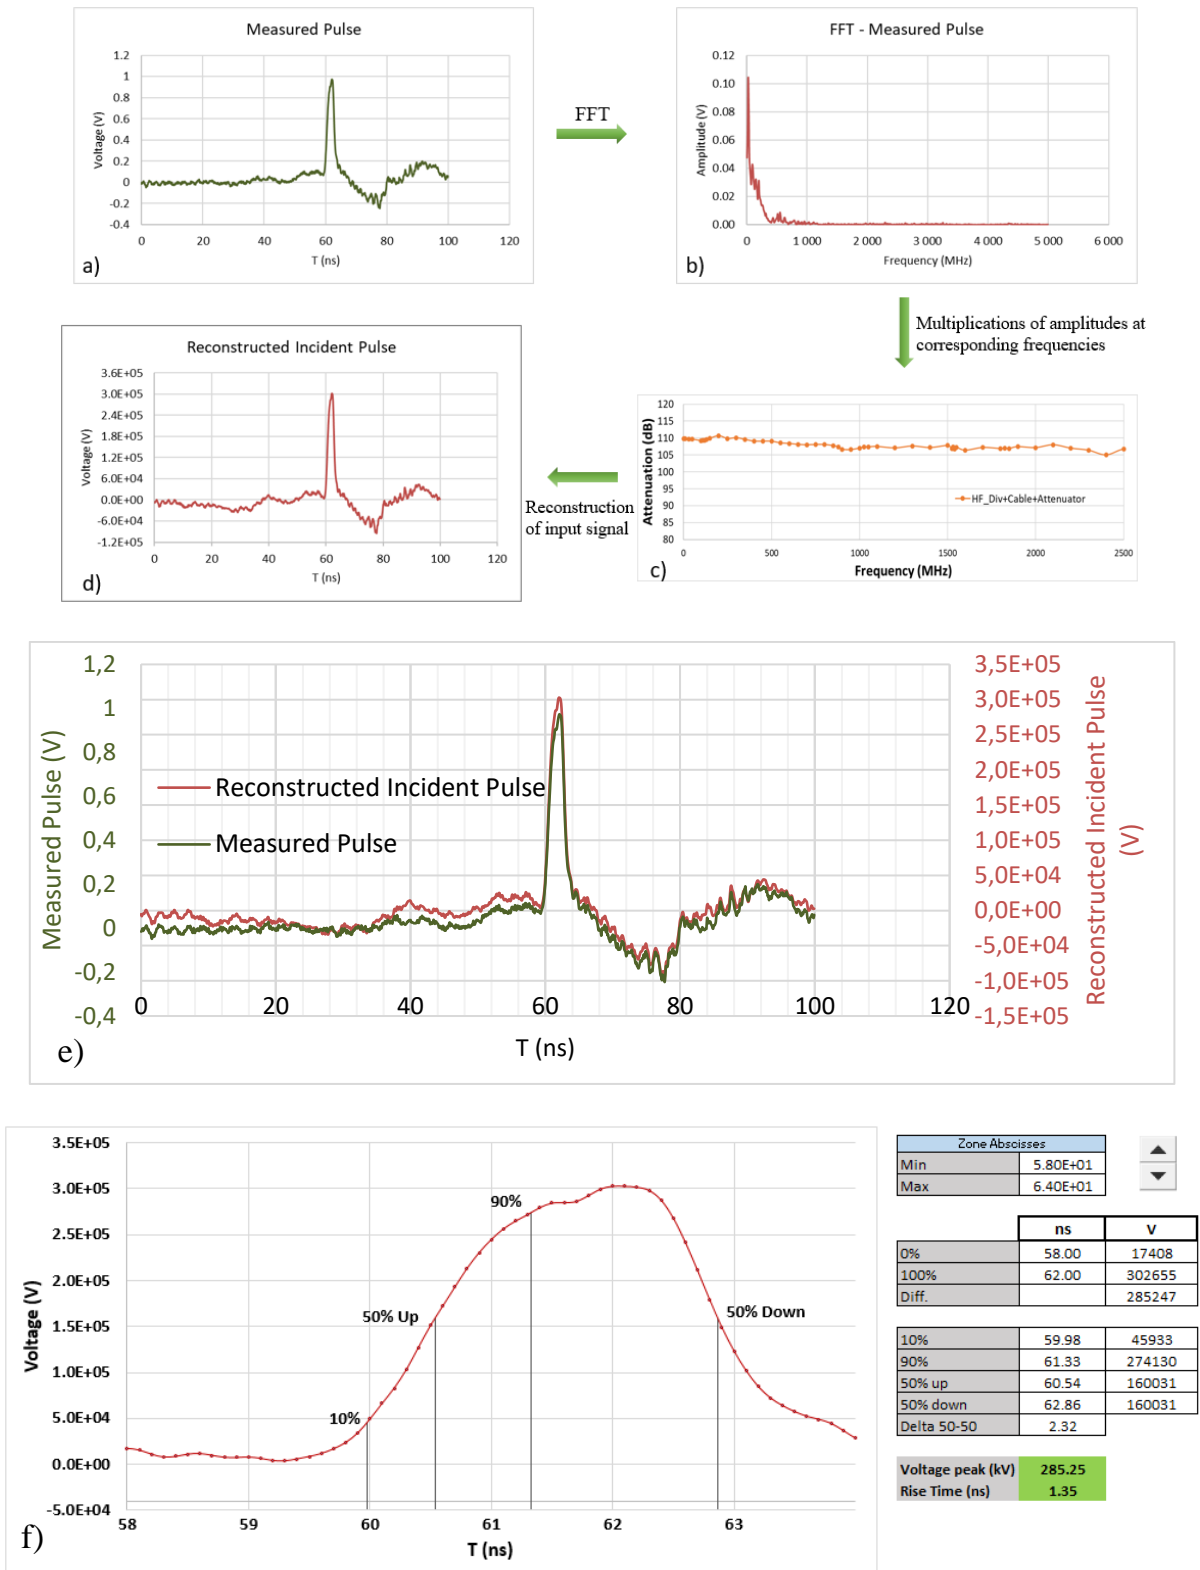 Measured Pulse
1.2
1
0.8
0.6
0.4
0.2
0
-0.2
-0.4
Voltage (V)
0 20 40 60 80 100 120
T (ns)
a)
FFT
FFT - Measured Pulse
0.12
0.10
0.08
0.06
0.04
0.02
0.00
Amplitude (V)
0 1 000 2 000 3 000 4 000 5 000 6 000
Frequency (MHz)
b)
Multiplications of amplitudes at
corresponding frequencies
Reconstructed Incident Pulse
3.6E+05
3.0E+05
2.4E+05
1.8E+05
1.2E+05
6.0E+04
0.0E+00
-6.0E+04
-1.2E+05
Voltage (V)
0 20 40 60 80 100 120
T (ns)
d)
Reconstruction
of input signal
120
115
110
105
100
95
90
85
80
Attenuation (dB)
HF_Div+Cable+Attenuator
0 500 1000 1500 2000 2500
Frequency (MHz)
c)
1,2
1
0,8
0,6
0,4
0,2
0
-0,2
-0,4
Measured Pulse (V)
Reconstructed Incident Pulse
Measured Pulse
3,5E+05
3,0E+05
2,5E+05
2,0E+05
1,5E+05
1,0E+05
5,0E+04
0,0E+00
-5,0E+04
-1,0E+05
-1,5E+05
Reconstructed Incident Pulse
(V)
0 20 40 60 80 100 120
T (ns)
e)
3.5E+05
3.0E+05
2.5E+05
2.0E+05
1.5E+05
1.0E+05
5.0E+04
0.0E+00
-5.0E+04
Voltage (V)
90%
50% Up
50% Down
10%
58 59 60 61 62 63
T (ns)
f)
Zone Abscisses
Min 5.80E+01
Max 6.40E+01
ns V
0% 58.00 17408
100% 62.00 302655
Diff. 285247
10% 59.98 45933
90% 61.33 274130
50% up 60.54 160031
50% down 62.86 160031
Delta 50-50 2.32
Voltage peak (kV) 285.25
Rise Time (ns) 1.35